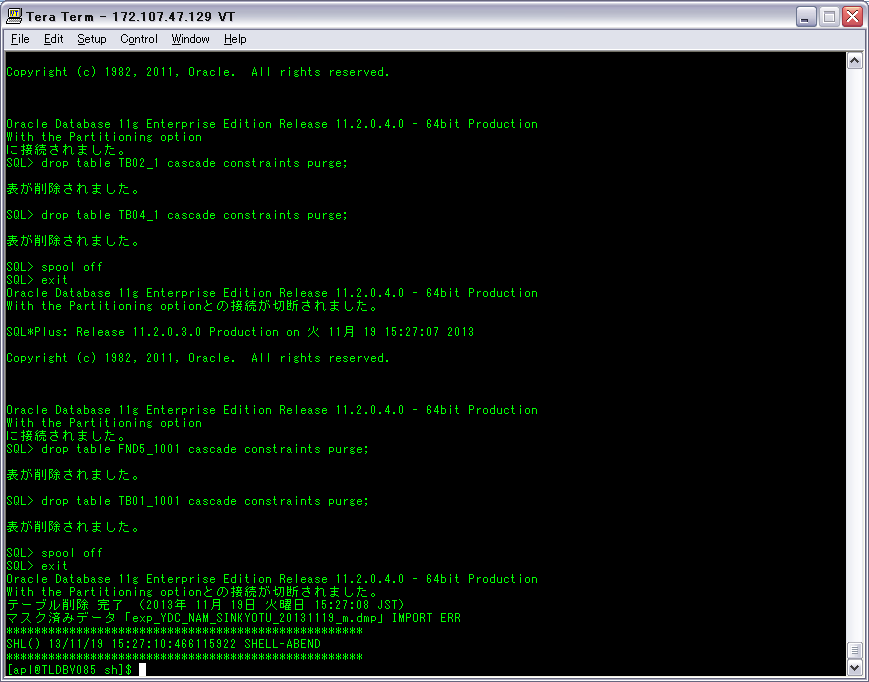 Tera Term - 172.107.47.129 VT
File Edit Setup Control Window Help
Copyright (c) 1982, 2011, Oracle.  All rights reserved.
Oracle Database 11g Enterprise Edition Release 11.2.0.4.0 - 64bit Production
With the Partitioning option
に接続されました。
SQL> drop table TB02_1 cascade constraints purge;
表が削除されました。
SQL> drop table TB04_1 cascade constraints purge;
表が削除されました。
SQL> spool off
SQL> exit
Oracle Database 11g Enterprise Edition Release 11.2.0.4.0 - 64bit Production
With the Partitioning optionとの接続が切断されました。
SQL*Plus: Release 11.2.0.3.0 Production on 火 11月 19 15:27:07 2013
Copyright (c) 1982, 2011, Oracle.  All rights reserved.
Oracle Database 11g Enterprise Edition Release 11.2.0.4.0 - 64bit Production
With the Partitioning option
に接続されました。
SQL> drop table FND5_1001 cascade constraints purge;
表が削除されました。
SQL> drop table TB01_1001 cascade constraints purge;
表が削除されました。
SQL> spool off
SQL> exit
Oracle Database 11g Enterprise Edition Release 11.2.0.4.0 - 64bit Production
With the Partitioning optionとの接続が切断されました。
テーブル削除 完了 (2013年 11月 19日 火曜日 15:27:08 JST)
マスク済みデータ「exp_YDC_NAM_SINKYOTU_20131119_m.dmp」IMPORT ERR
***************************************************
SHL() 13/11/19 15:27:10:466115922 SHELL-ABEND
***************************************************
[apl@TLDBV085 sh]$